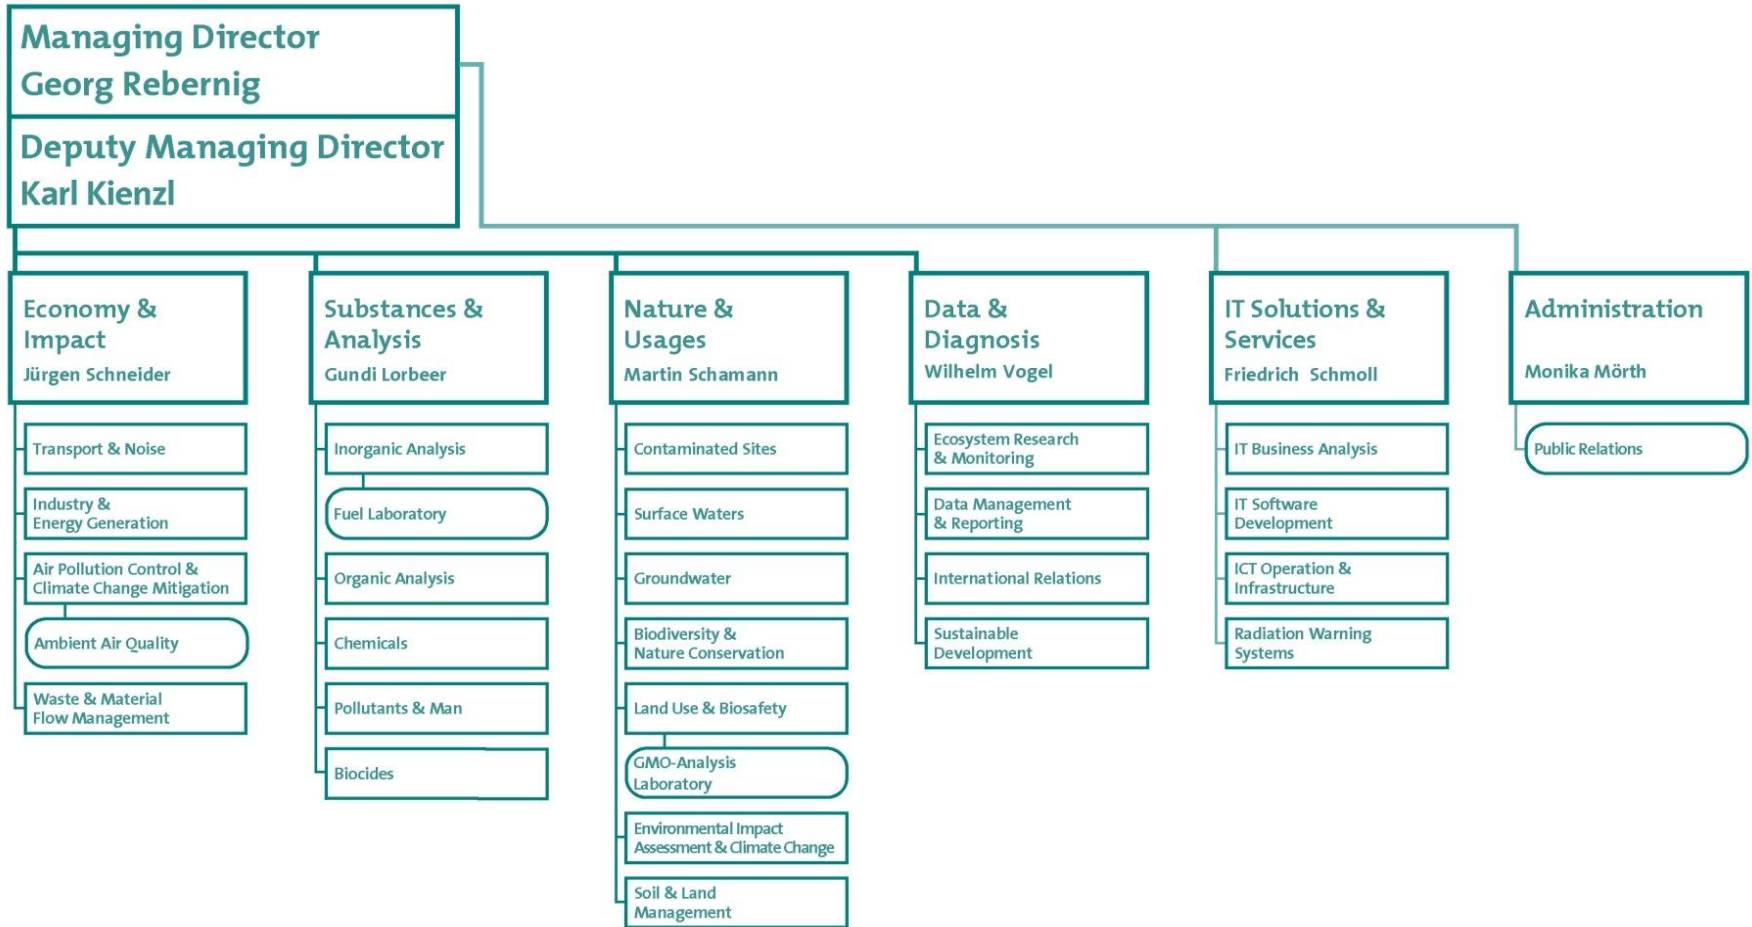 Managing Director
Georg Rebernig
Deputy Managing Director
Karl Kienzl
Economy &
Impact
Jürgen Schneider
Transport & Noise
Industry &
Energy Generation
Air Pollution Control &
Climate Change Mitigation
Ambient Air Quality
Waste & Material
Flow Management
Substances &
Analysis
Gundi Lorbeer
Inorganic Analysis
Fuel Laboratory
Organic Analysis
Chemicals
Pollutants & Man
Biocides
Nature &
Usages
Martin Schamann
Contaminated Sites
Surface Waters
Groundwater
Biodiversity &
Nature Conservation
Land Use & Biosafety
GMO-Analysis
Laboratory
Environmental Impact
Assessment & Climate Change
Soil & Land
Management
Data &
Diagnosis
Wilhelm Vogel
Ecosystem Research
& Monitoring
Data Management
& Reporting
International Relations
Sustainable
Development
IT Solutions &
Services
Friedrich Schmoll
IT Business Analysis
IT Software
Development
ICT Operation &
Infrastructure
Radiation Warning
Systems
Administration
Monika Mörth
Public Relations